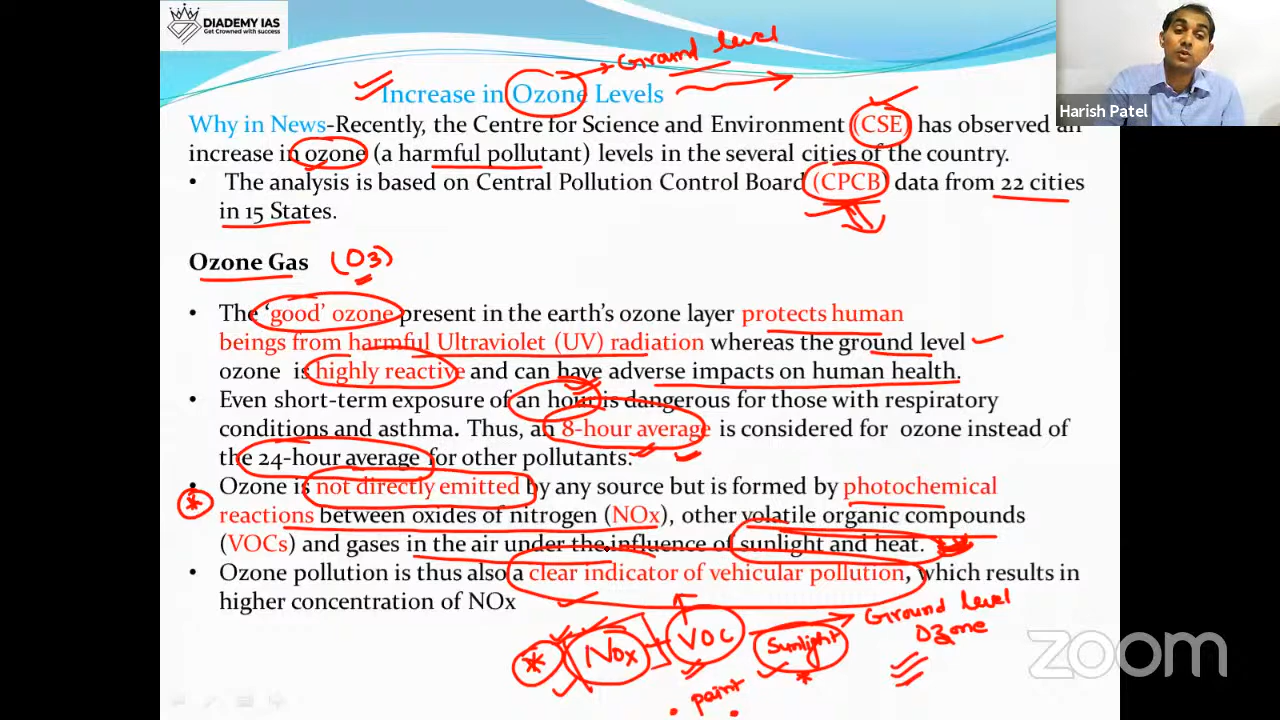 DIADEMY IAS
Get Crowned with success
Ground level
Increase in Ozone Levels
Harish Patel
Why in News-Recently, the Centre for Science and Environment (CSE) has observed an
increase in ozone (a harmful pollutant) levels in the several cities of the country.
• The analysis is based on Central Pollution Control Board (CPCB) data from 22 cities
in 15 States.
Ozone Gas (O3)
• The ‘good’ ozone present in the earth’s ozone layer protects human
beings from harmful Ultraviolet (UV) radiation whereas the ground level
ozone is highly reactive and can have adverse impacts on human health.
• Even short-term exposure of an hour is dangerous for those with respiratory
conditions and asthma. Thus, an 8-hour average is considered for ozone instead of
the 24-hour average for other pollutants.
• Ozone is not directly emitted by any source but is formed by photochemical
reactions between oxides of nitrogen (NOx), other volatile organic compounds
(VOCs) and gases in the air under the influence of sunlight and heat.
• Ozone pollution is thus also a clear indicator of vehicular pollution, which results in
higher concentration of NOx
NOx + VOC Sunlight Ground level
Ozone
paint
zoom